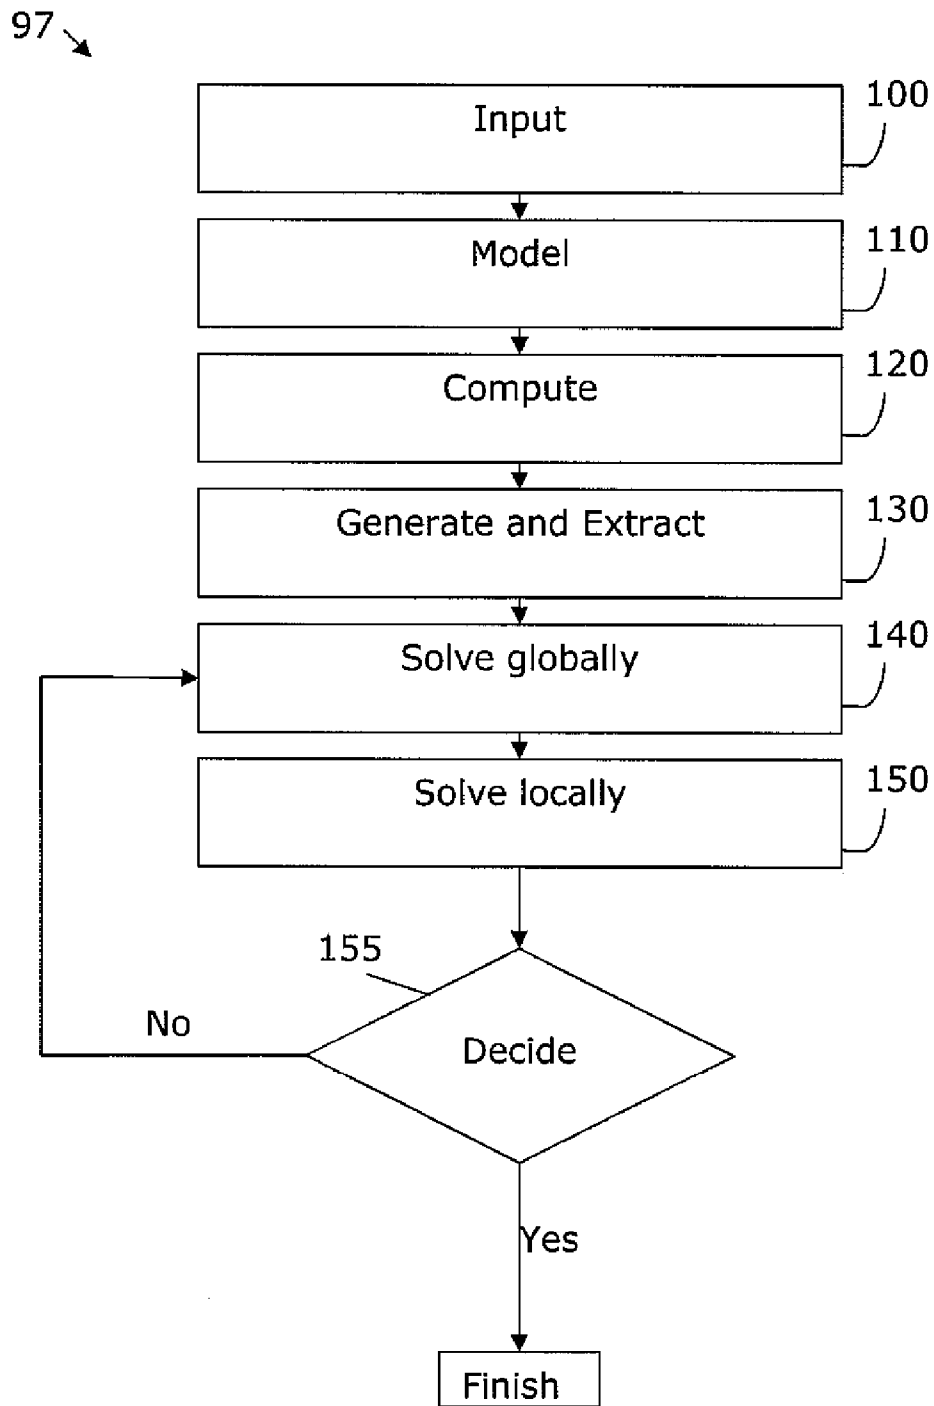 97
Input
100
Model
110
Compute
120
Generate and Extract
130
Solve globally
140
Solve locally
150
155
No
Decide
Yes
Finish